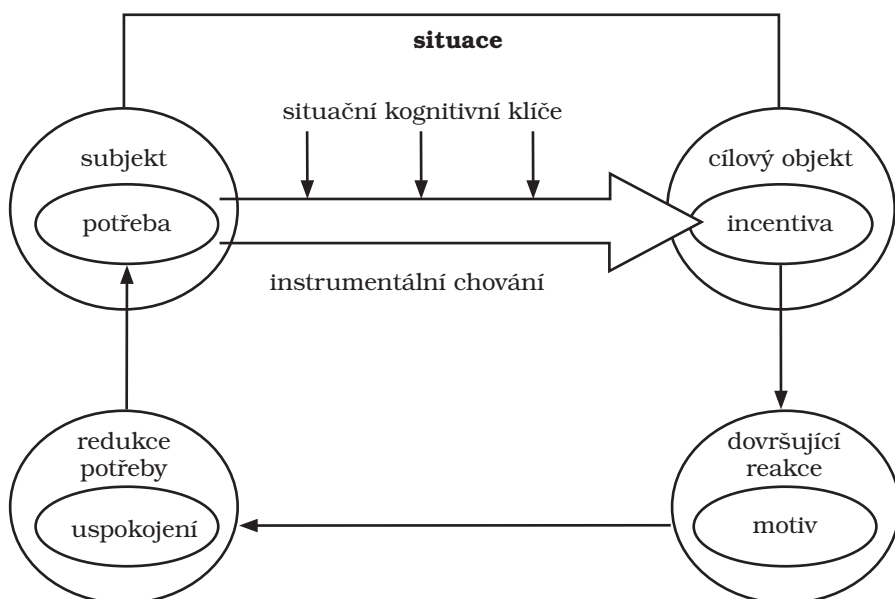 situace
situační kognitivní klíče
subjekt
cílový objekt
potřeba
incentiva
instrumentální chování
redukce
potřeby
dovršující
reakce
uspokojení
motiv